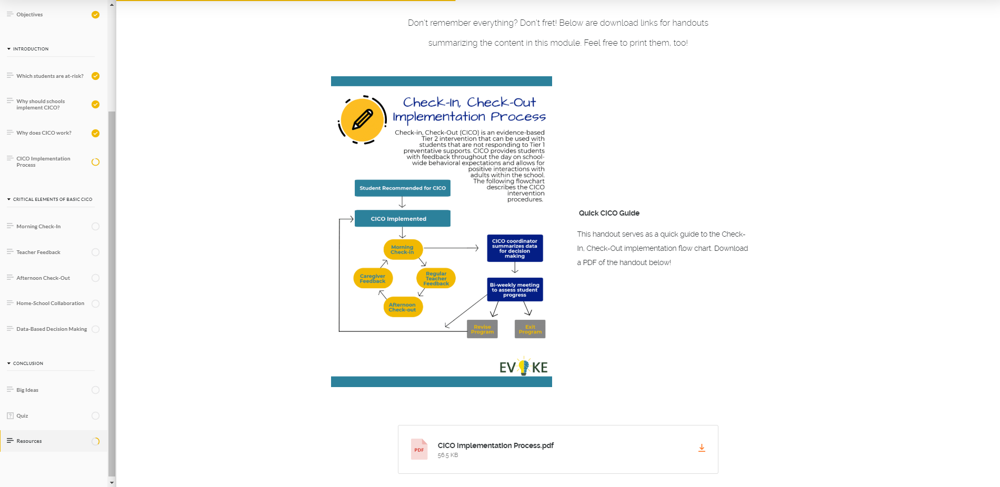 Objectives
INTRODUCTION
Which students are at-risk?
Why should schools
implement CICO?
Why does CICO work?
CICO Implementation
Process
CRITICAL ELEMENTS OF BASIC CICO
Morning Check-In
Teacher Feedback
Afternoon Check-Out
Home-School Collaboration
Data-Based Decision Making
CONCLUSION
Big Ideas
Quiz
Resources
Don't remember everything? Don't fret! Below are download links for handouts
summarizing the content in this module. Feel free to print them, too!
Check-In, Check-Out
Implementation Process
Check-in, Check-Out (CICO) is an evidence-based
Tier 2 intervention that can be used with
students that are not responding to Tier 1
preventative supports. CICO provides students
with feedback throughout the day on school-
wide behavioral expectations and allows for
positive interactions with
adults within the school.
The following flowchart
describes the CICO
intervention
procedures.
Student Recommended for CICO
CICO Implemented
Morning
Check-in
Regular
Teacher
Feedback
Afternoon
Check-out
Caregiver
Feedback
CICO coordinator
summarizes data
for decision
making
Bi-weekly meeting
to assess student
progress
Revise
Program
Exit
Program
EVOKE
Quick CICO Guide
This handout serves as a quick guide to the Check-
In, Check-Out implementation flow chart. Download
a PDF of the handout below!
PDF
CICO Implementation Process.pdf
56.5 KB